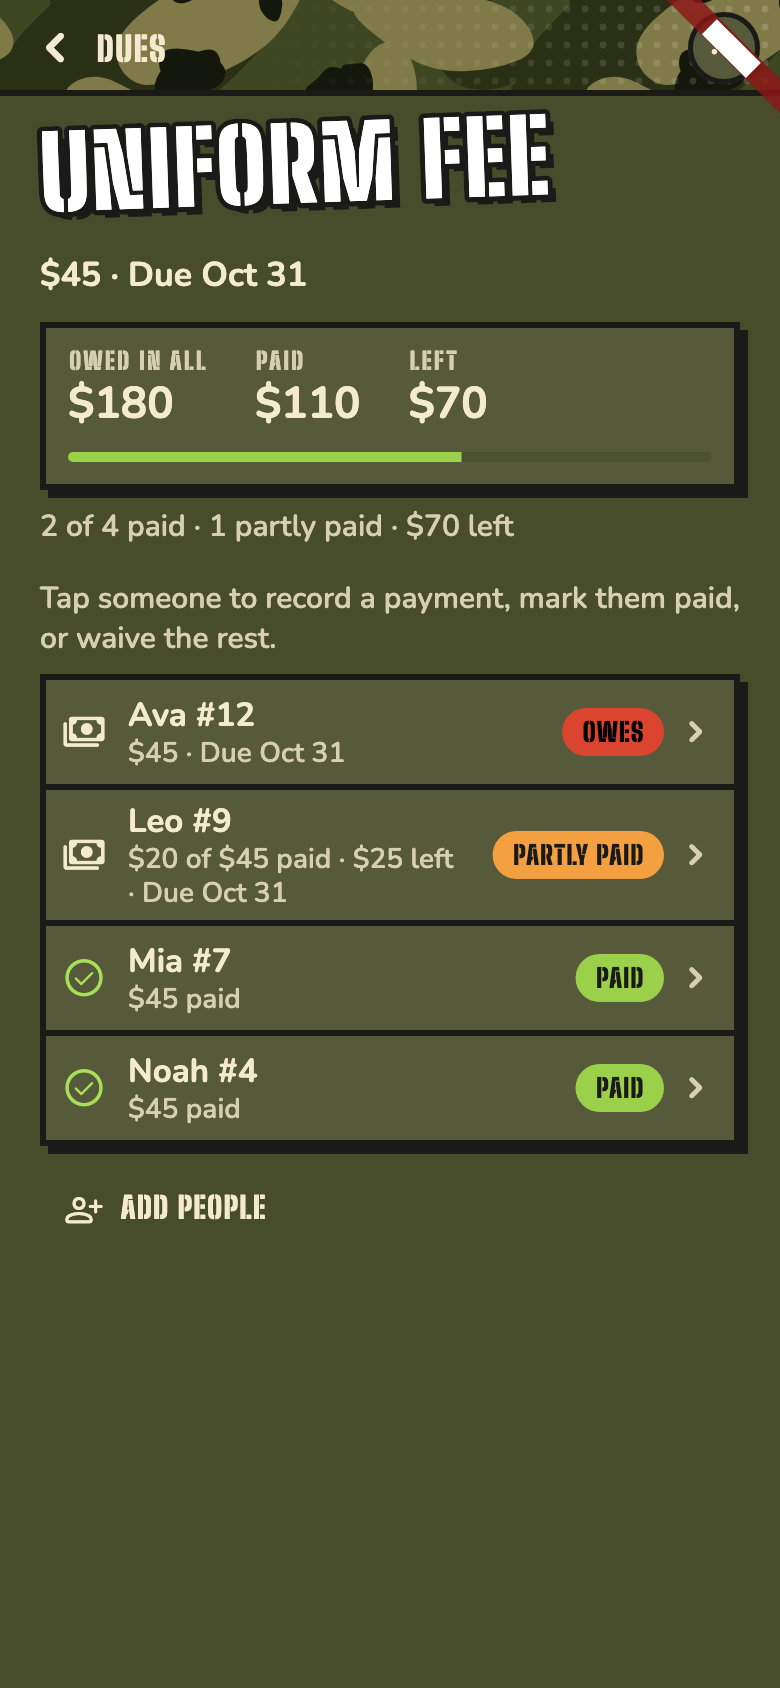 DUES
UNIFORM FEE
$45 · Due Oct 31
OWED IN ALL PAID LEFT
$180 $110 $70
2 of 4 paid · 1 partly paid · $70 left
Tap someone to record a payment, mark them paid,
or waive the rest.
Ava #12
$45 · Due Oct 31
OWES
Leo #9
$20 of $45 paid · $25 left
· Due Oct 31
PARTLY PAID
Mia #7
$45 paid
PAID
Noah #4
$45 paid
PAID
ADD PEOPLE